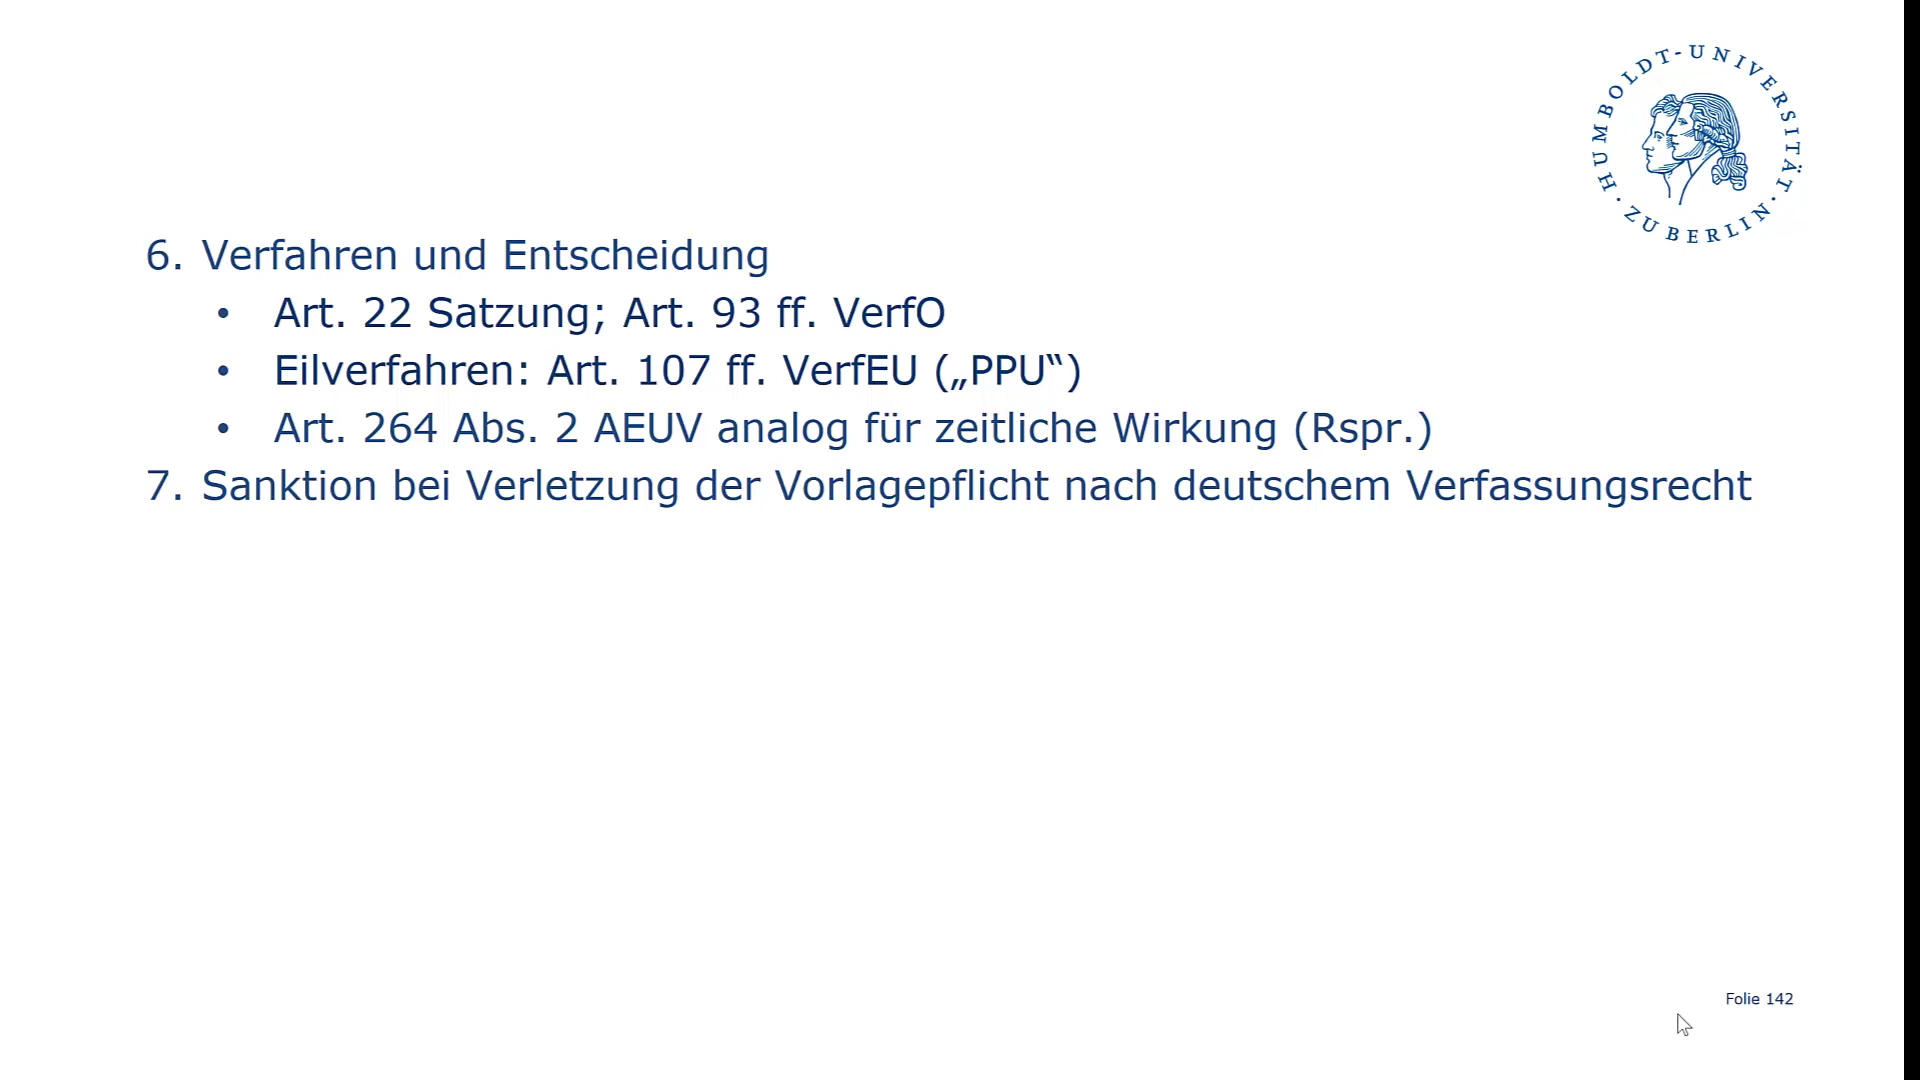 HUMBOLDT-UNIVERSITÄT · ZU BERLIN ·
6. Verfahren und Entscheidung
• Art. 22 Satzung; Art. 93 ff. VerfO
• Eilverfahren: Art. 107 ff. VerfEU („PPU“)
• Art. 264 Abs. 2 AEUV analog für zeitliche Wirkung (Rspr.)
7. Sanktion bei Verletzung der Vorlagepflicht nach deutschem Verfassungsrecht
Folie 142